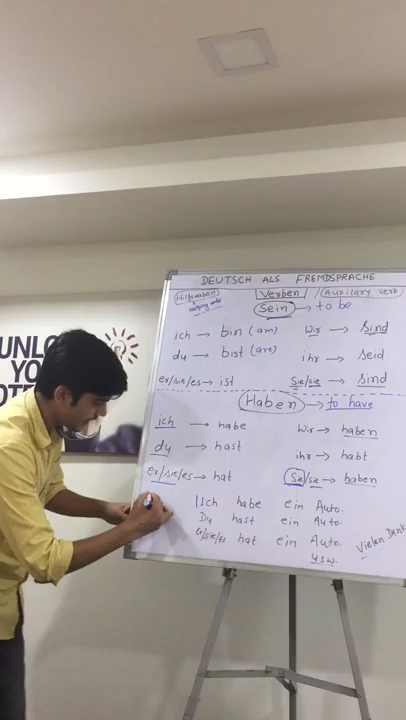 DEUTSCH ALS FREMDSPRACHE
Hilfsverben Verben /(Auxilary verb)
Helping verbs
Sein → to be
ich → bin (am) Wir → sind
du → bist (are) ihr → seid
er/sie/es → ist Sie/sie → sind
Haben → to have
ich → habe Wir → haben
du → hast ihr → habt
er/sie/es → hat Sie/sie → haben
Ich habe ein Auto.
Du hast ein Auto.
er/sie/es hat ein Auto.
u.s.w.
Vielen Dank
UNLO
YO
OTE